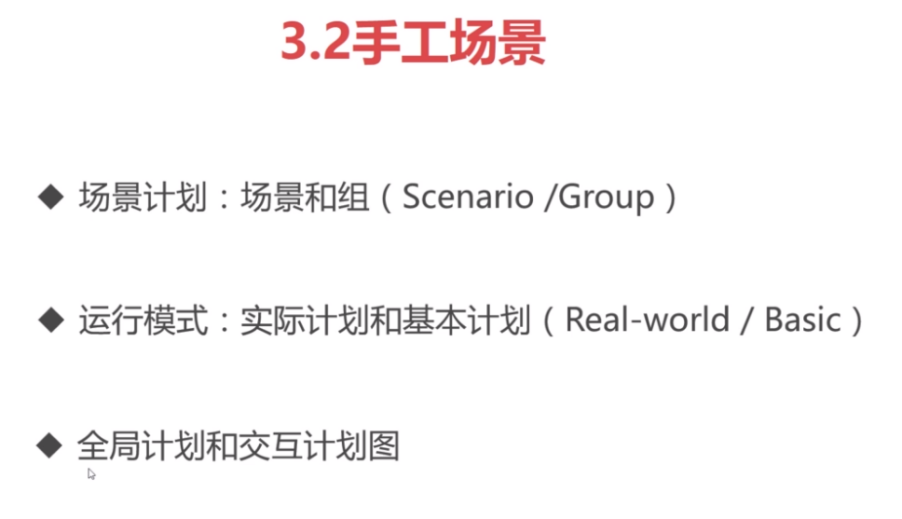 3.2手工场景
◆ 场景计划：场景和组（Scenario /Group）
◆ 运行模式：实际计划和基本计划（Real-world / Basic）
◆ 全局计划和交互计划图